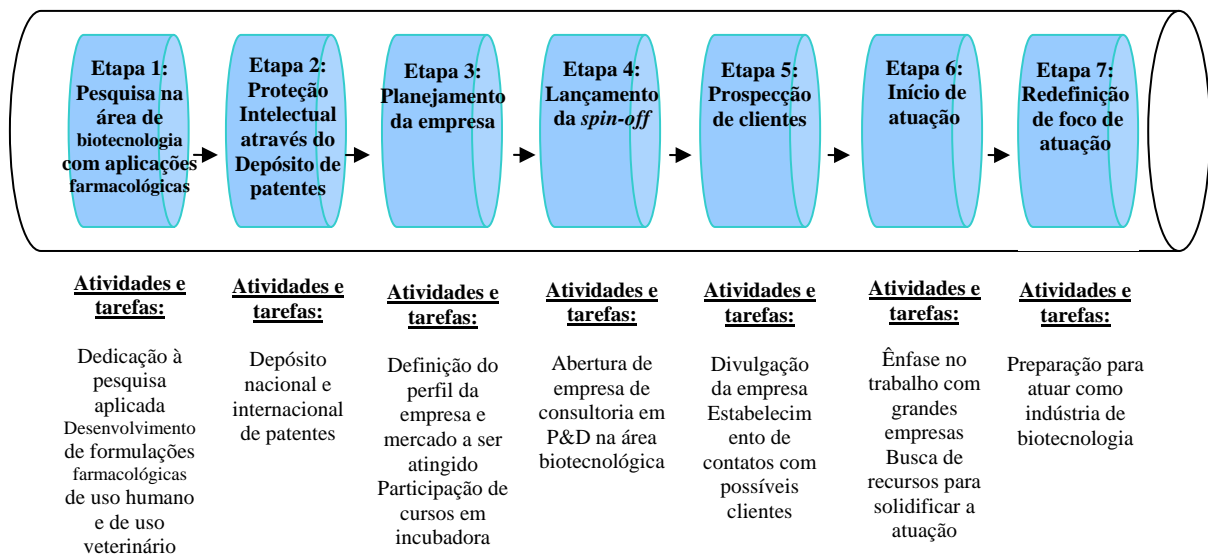 Etapa 1:
Pesquisa na
área de
biotecnologia
com aplicações
farmacológicas
Etapa 2:
Proteção
Intelectual
através do
Depósito de
patentes
Etapa 3:
Planejamento
da empresa
Etapa 4:
Lançamento
da spin-off
Etapa 5:
Prospecção
de clientes
Etapa 6:
Início de
atuação
Etapa 7:
Redefinição
de foco de
atuação
Atividades e
tarefas:
Dedicação à
pesquisa
aplicada
Desenvolvimento
de formulações
farmacológicas
de uso humano
e de uso
veterinário
Atividades e
tarefas:
Depósito
nacional e
internacional
de patentes
Atividades e
tarefas:
Definição do
perfil da
empresa e
mercado a ser
atingido
Participação de
cursos em
incubadora
Atividades e
tarefas:
Abertura de
empresa de
consultoria em
P&D na área
biotecnológica
Atividades e
tarefas:
Divulgação
da empresa
Estabelecim
ento de
contatos com
possíveis
clientes
Atividades e
tarefas:
Ênfase no
trabalho com
grandes
empresas
Busca de
recursos para
solidificar a
atuação
Atividades e
tarefas:
Preparação para
atuar como
indústria de
biotecnologia